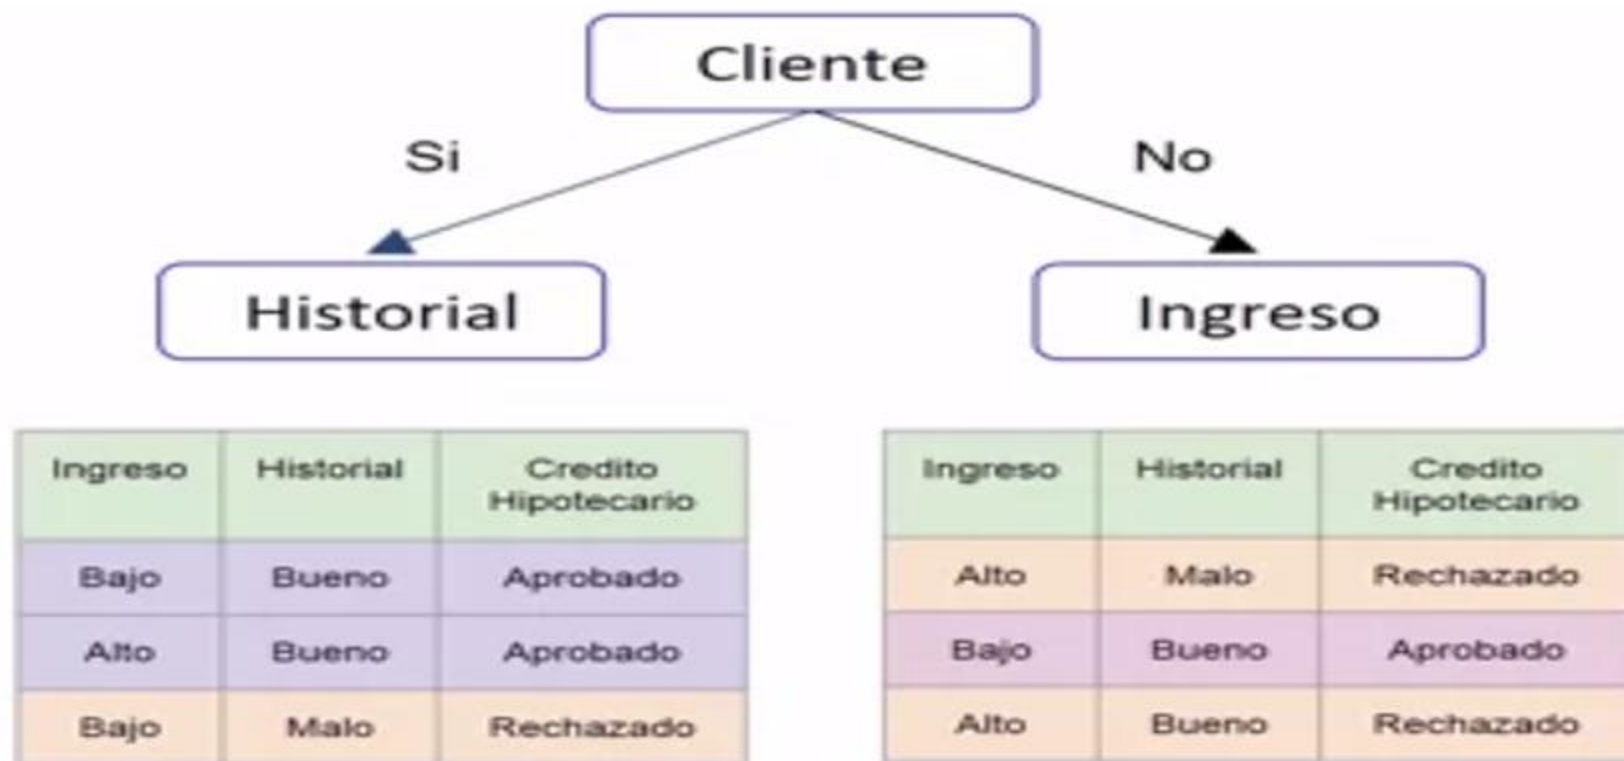 Cliente
Si
No
Historial
Ingreso
Ingreso Historial Credito Hipotecario
Bajo Bueno Aprobado
Alto Bueno Aprobado
Bajo Malo Rechazado
Ingreso Historial Credito Hipotecario
Alto Malo Rechazado
Bajo Bueno Aprobado
Alto Bueno Rechazado